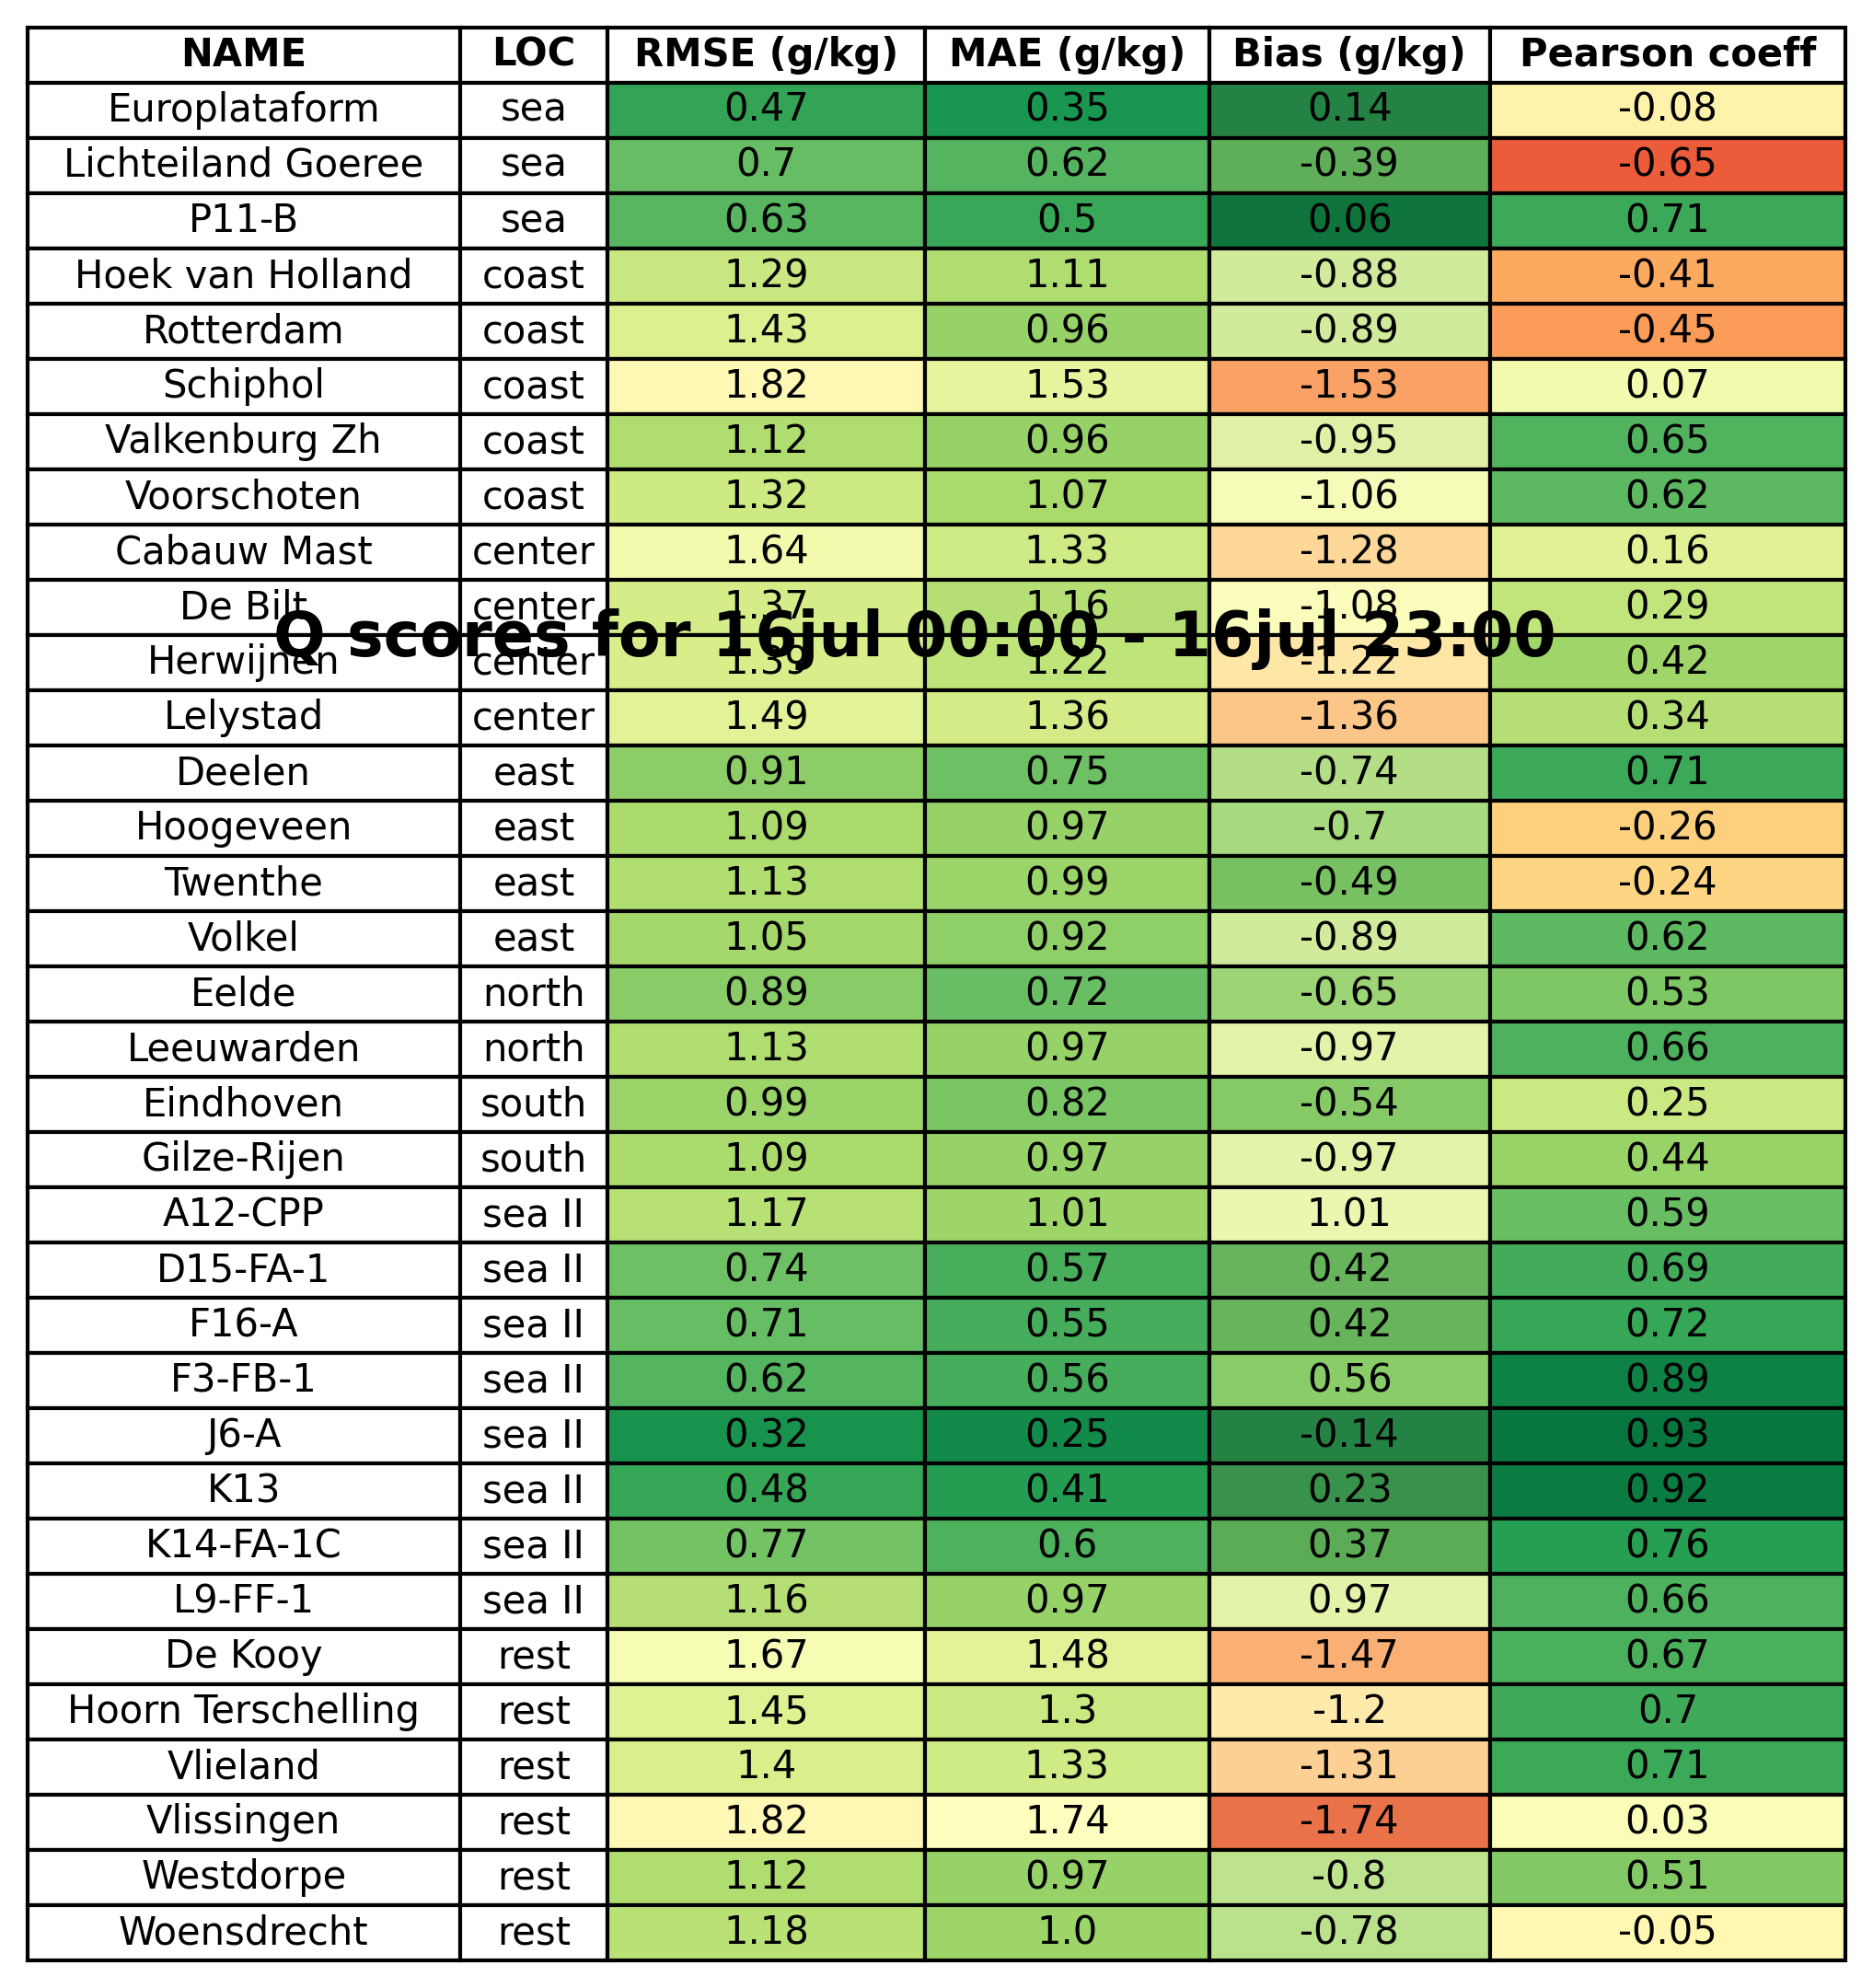 NAME LOC RMSE (g/kg) MAE (g/kg) Bias (g/kg) Pearson coeff
Europlataform sea 0.47 0.35 0.14 -0.08
Lichteiland Goeree sea 0.7 0.62 -0.39 -0.65
P11-B sea 0.63 0.5 0.06 0.71
Hoek van Holland coast 1.29 1.11 -0.88 -0.41
Rotterdam coast 1.43 0.96 -0.89 -0.45
Schiphol coast 1.82 1.53 -1.53 0.07
Valkenburg Zh coast 1.12 0.96 -0.95 0.65
Voorschoten coast 1.32 1.07 -1.06 0.62
Cabauw Mast center 1.64 1.33 -1.28 0.16
De Bilt center 1.37 1.16 -1.08 0.29
Q scores for 16jul 00:00 - 16jul 23:00
Herwijnen center 1.39 1.22 -1.22 0.42
Lelystad center 1.49 1.36 -1.36 0.34
Deelen east 0.91 0.75 -0.74 0.71
Hoogeveen east 1.09 0.97 -0.7 -0.26
Twenthe east 1.13 0.99 -0.49 -0.24
Volkel east 1.05 0.92 -0.89 0.62
Eelde north 0.89 0.72 -0.65 0.53
Leeuwarden north 1.13 0.97 -0.97 0.66
Eindhoven south 0.99 0.82 -0.54 0.25
Gilze-Rijen south 1.09 0.97 -0.97 0.44
A12-CPP sea II 1.17 1.01 1.01 0.59
D15-FA-1 sea II 0.74 0.57 0.42 0.69
F16-A sea II 0.71 0.55 0.42 0.72
F3-FB-1 sea II 0.62 0.56 0.56 0.89
J6-A sea II 0.32 0.25 -0.14 0.93
K13 sea II 0.48 0.41 0.23 0.92
K14-FA-1C sea II 0.77 0.6 0.37 0.76
L9-FF-1 sea II 1.16 0.97 0.97 0.66
De Kooy rest 1.67 1.48 -1.47 0.67
Hoorn Terschelling rest 1.45 1.3 -1.2 0.7
Vlieland rest 1.4 1.33 -1.31 0.71
Vlissingen rest 1.82 1.74 -1.74 0.03
Westdorpe rest 1.12 0.97 -0.8 0.51
Woensdrecht rest 1.18 1.0 -0.78 -0.05